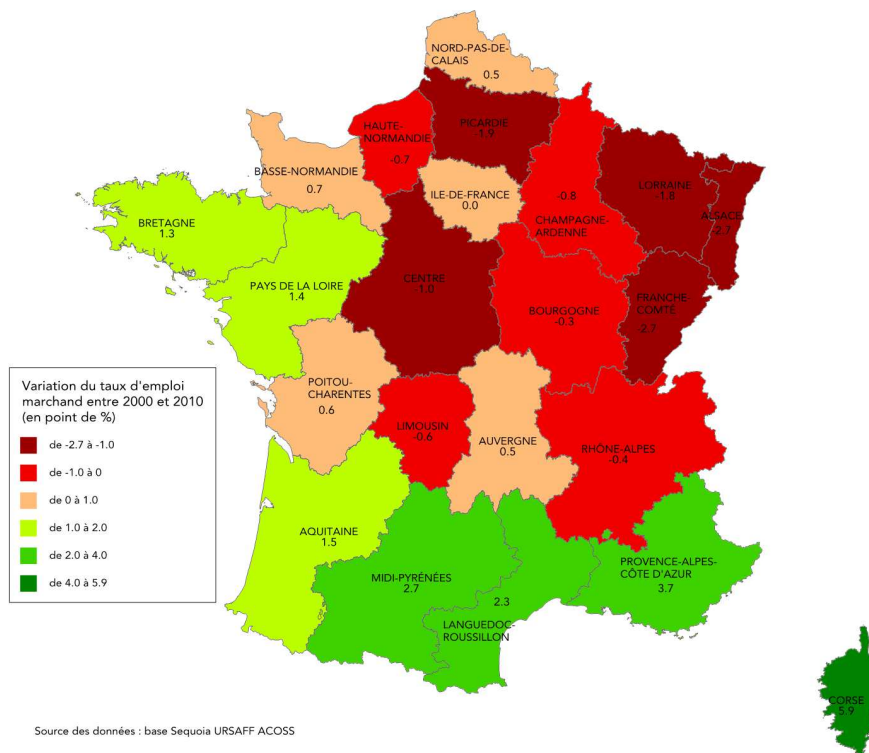 NORD-PAS-DE-
CALAIS
0.5
PICARDIE
-1.9
HAUTE-
NORMANDIE
-0.7
BASSE-NORMANDIE
0.7
ILE-DE-FRANCE
0.0
-0.8
CHAMPAGNE-
ARDENNE
LORRAINE
-1.8
ALSACE
-2.7
BRETAGNE
1.3
PAYS DE LA LOIRE
1.4
CENTRE
-1.0
BOURGOGNE
-0.3
FRANCHE-
COMTÉ
-2.7
POITOU-
CHARENTES
0.6
LIMOUSIN
-0.6
AUVERGNE
0.5
RHÔNE-ALPES
-0.4
AQUITAINE
1.5
MIDI-PYRÉNÉES
2.7
2.3
LANGUEDOC-
ROUSSILLON
PROVENCE-ALPES-
CÔTE D'AZUR
3.7
CORSE
5.9
Variation du taux d'emploi
marchand entre 2000 et 2010
(en point de %)
de -2.7 à -1.0
de -1.0 à 0
de 0 à 1.0
de 1.0 à 2.0
de 2.0 à 4.0
de 4.0 à 5.9
Source des données : base Sequoia URSAFF ACOSS